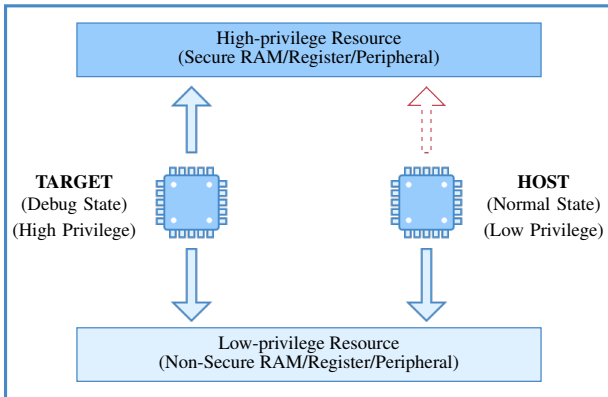 High-privilege Resource
(Secure RAM/Register/Peripheral)
TARGET
(Debug State)
(High Privilege)
HOST
(Normal State)
(Low Privilege)
Low-privilege Resource
(Non-Secure RAM/Register/Peripheral)